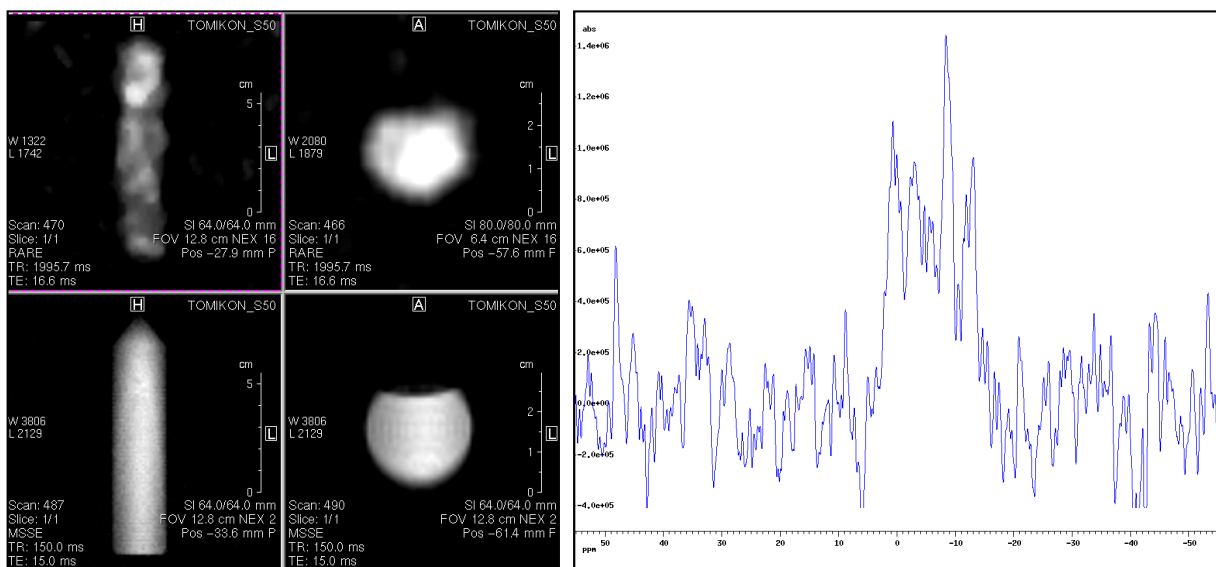 H
TOMIKON_S50
cm
5
W 1322
L 1742
L
0
Scan: 470
SI 64.0/64.0 mm
Slice: 1/1
FOV 12.8 cm NEX 16
RARE
Pos −27.9 mm P
TR: 1995.7 ms
TE: 16.6 ms
A
TOMIKON_S50
cm
2
W 2080
L 1879
1
L
0
Scan: 466
SI 80.0/80.0 mm
Slice: 1/1
FOV 6.4 cm NEX 16
RARE
Pos −57.6 mm F
TR: 1995.7 ms
TE: 16.6 ms
H
TOMIKON_S50
cm
5
W 3806
L 2129
L
0
Scan: 487
SI 64.0/64.0 mm
Slice: 1/1
FOV 12.8 cm NEX 2
MSSE
Pos −33.6 mm P
TR: 150.0 ms
TE: 15.0 ms
A
TOMIKON_S50
cm
2
W 3806
L 2129
1
L
0
Scan: 490
SI 64.0/64.0 mm
Slice: 1/1
FOV 12.8 cm NEX 2
MSSE
Pos −61.4 mm F
TR: 150.0 ms
TE: 15.0 ms
abs
1.4e+06
1.2e+06
1.0e+06
8.0e+05
6.0e+05
4.0e+05
2.0e+05
0.0e+00
-2.0e+05
-4.0e+05
ppm
50 40 30 20 10 0 -10 -20 -30 -40 -50